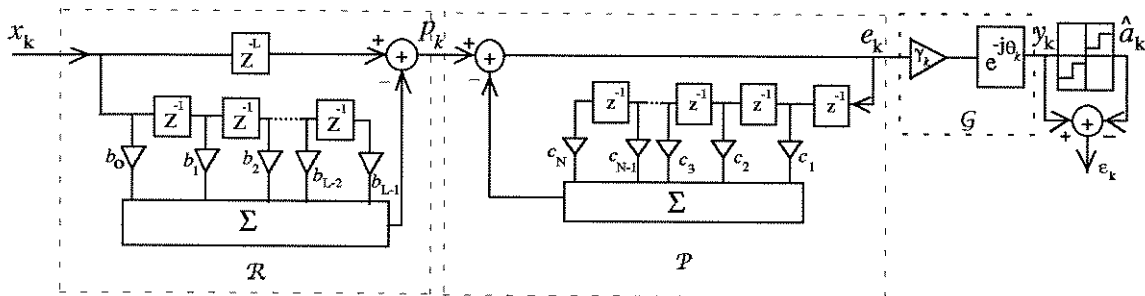 x_k
z^-L
+
+
−
p_k
+
+
−
e_k
γ_k
e^-jθ_k
y_k
â_k
z^-1
z^-1
z^-1
b_0
b_1
b_2
b_L-2
b_L-1
Σ
R
z^-1
z^-1
z^-1
z^-1
c_N
c_N-1
c_3
c_2
c_1
Σ
P
G
+
+
−
ε_k